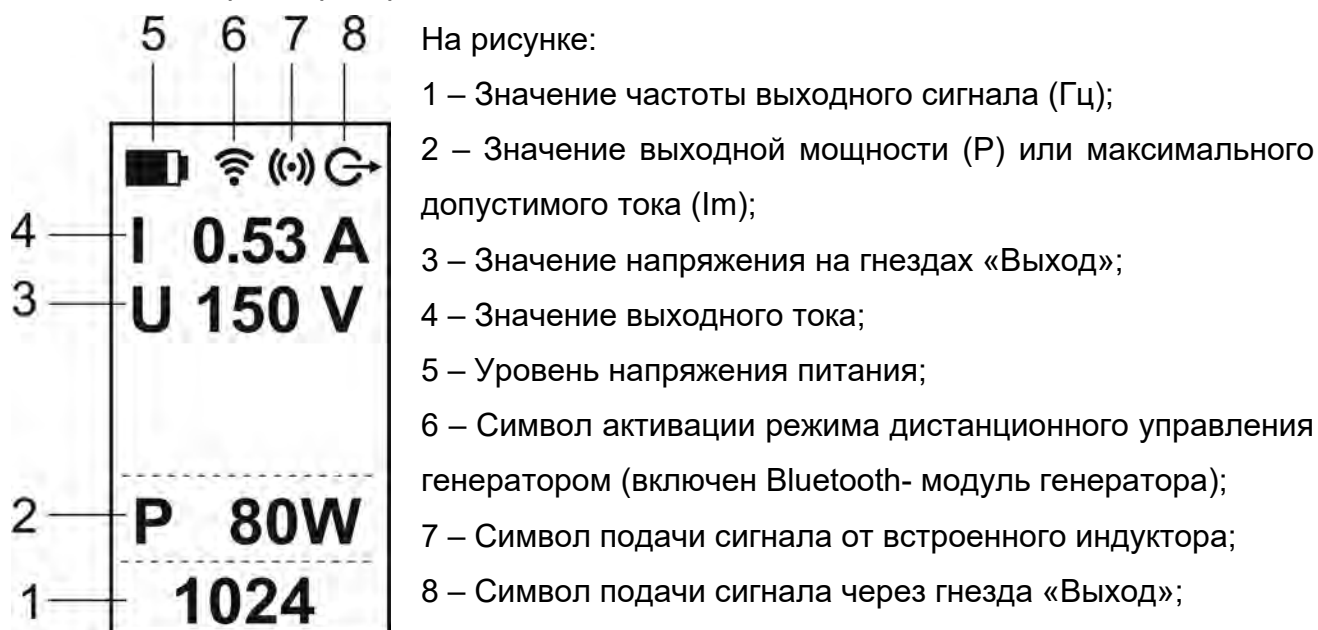 5 6 7 8
На рисунке:
1 – Значение частоты выходного сигнала (Гц);
2 – Значение выходной мощности (P) или максимального
допустимого тока (Im);
3 – Значение напряжения на гнездах «Выход»;
4 – Значение выходного тока;
5 – Уровень напряжения питания;
6 – Символ активации режима дистанционного управления
генератором (включен Bluetooth- модуль генератора);
7 – Символ подачи сигнала от встроенного индуктора;
8 – Символ подачи сигнала через гнезда «Выход»;
4 I 0.53 A
3 U 150 V
2 P 80W
1 1024